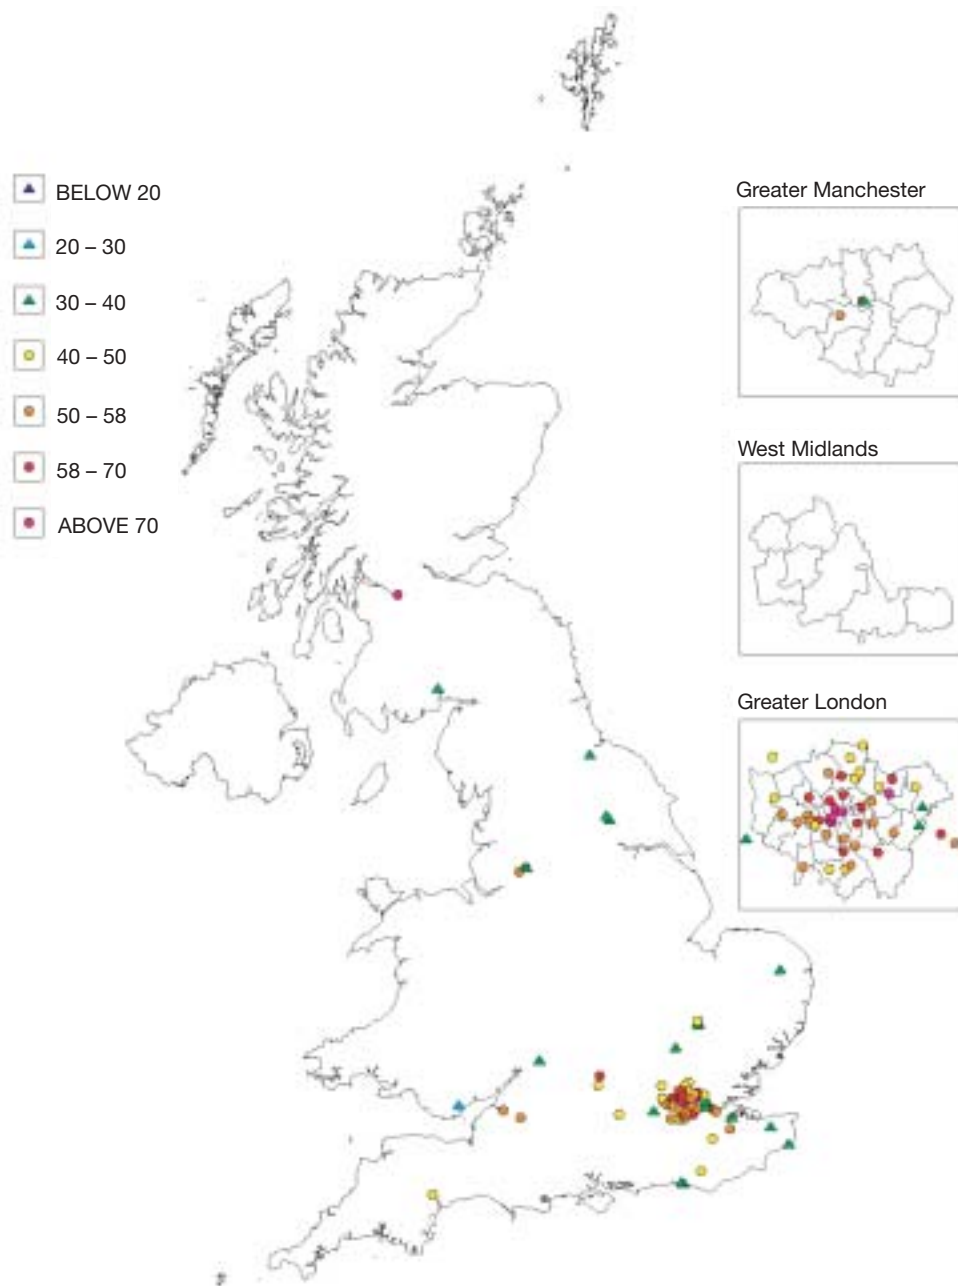 BELOW 20
20 – 30
30 – 40
40 – 50
50 – 58
58 – 70
ABOVE 70
Greater Manchester
West Midlands
Greater London